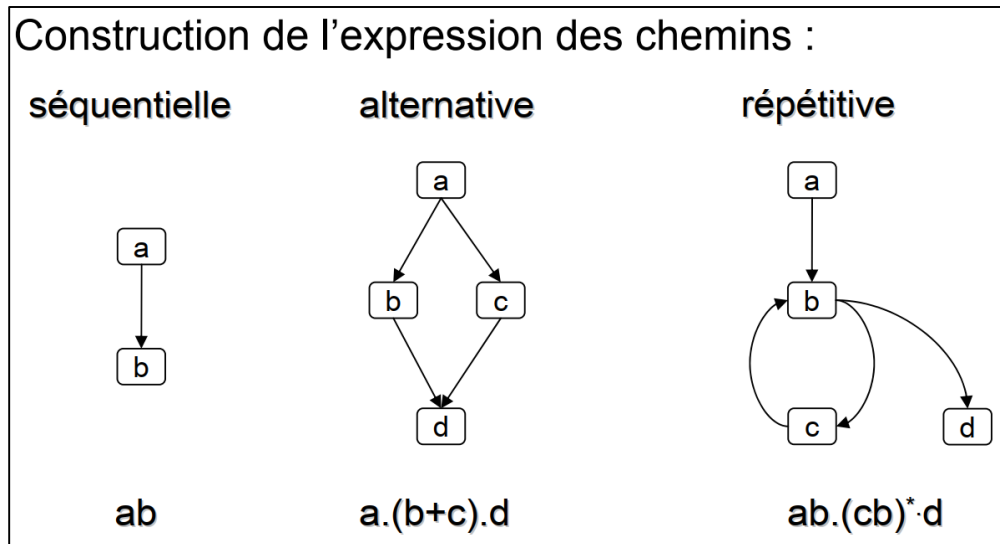 Construction de l'expression des chemins :
séquentielle alternative répétitive
a a
a
b c b
b
d c d
ab a.(b+c).d ab.(cb)*.d